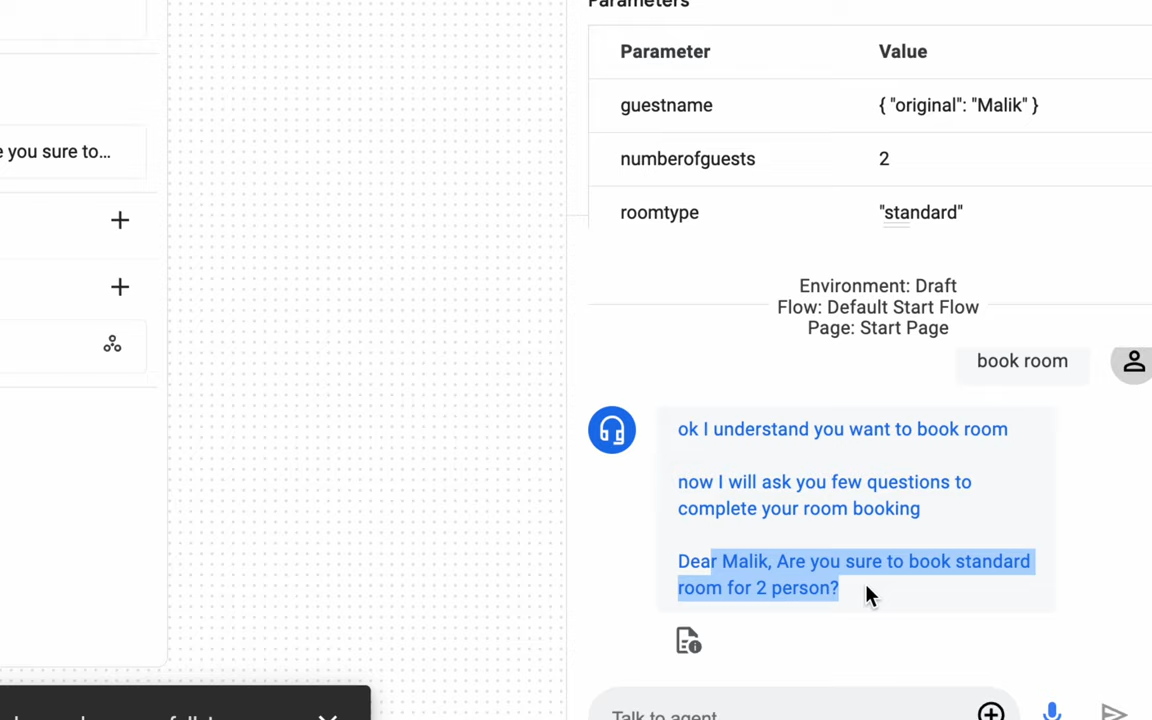 Parameters
Parameter Value
guestname { "original": "Malik" }
numberofguests 2
roomtype "standard"
you sure to...
Environment: Draft
Flow: Default Start Flow
Page: Start Page
book room
ok I understand you want to book room
now I will ask you few questions to
complete your room booking
Dear Malik, Are you sure to book standard
room for 2 person?
Talk to agent